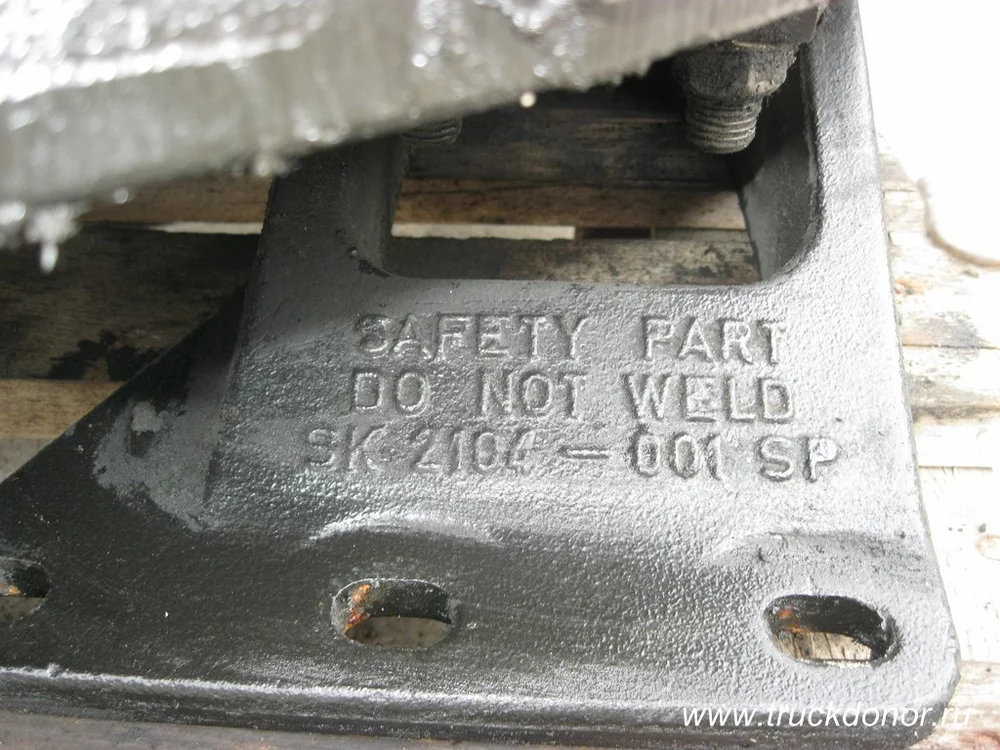 SAFETY PART
DO NOT WELD
SK 2104 – 001 SP
www.truckdonor.ru